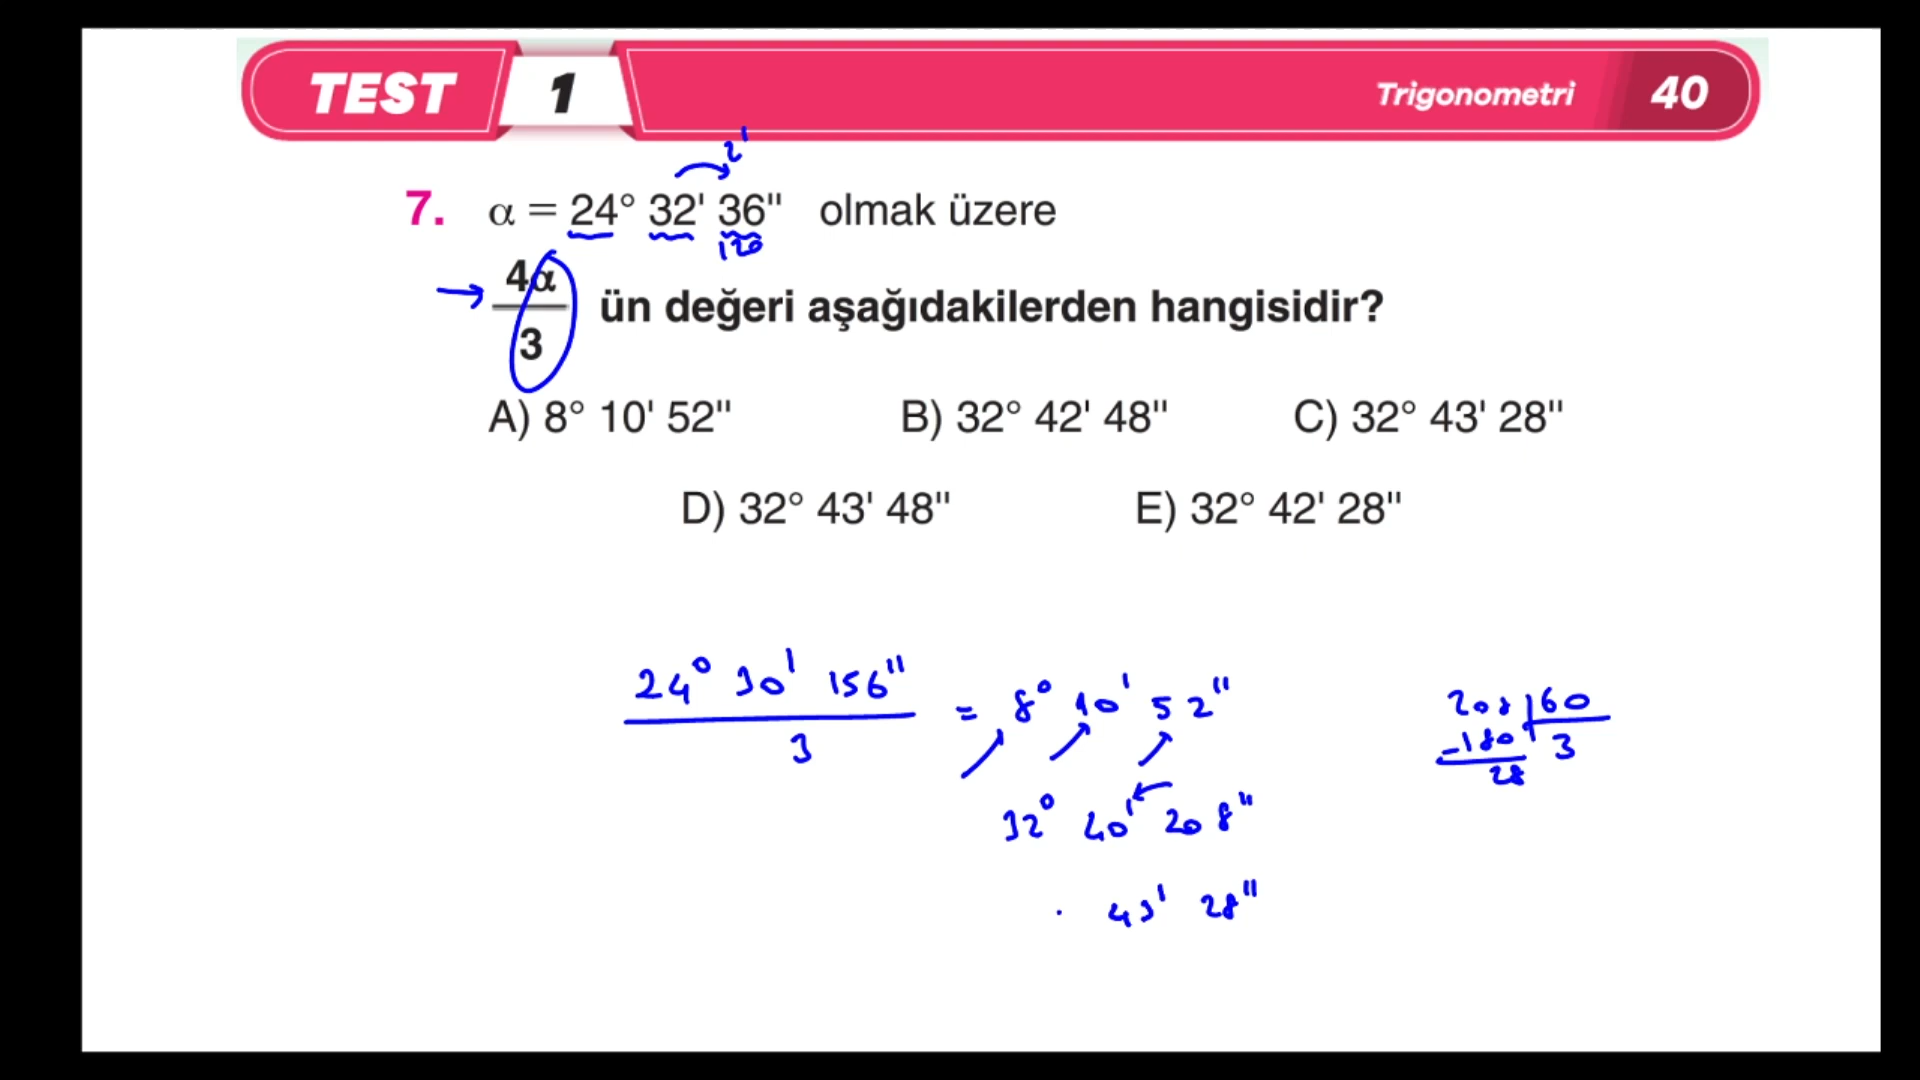 TEST 1 Trigonometri 40
2'
7. α = 24° 32' 36" olmak üzere
120
4α
3
ün değeri aşağıdakilerden hangisidir?
A) 8° 10' 52" B) 32° 42' 48" C) 32° 43' 28"
D) 32° 43' 48" E) 32° 42' 28"
24° 30' 156" = 8° 10' 52"
3
208 60
-180 3
28
32° 40' 208"
43' 28"